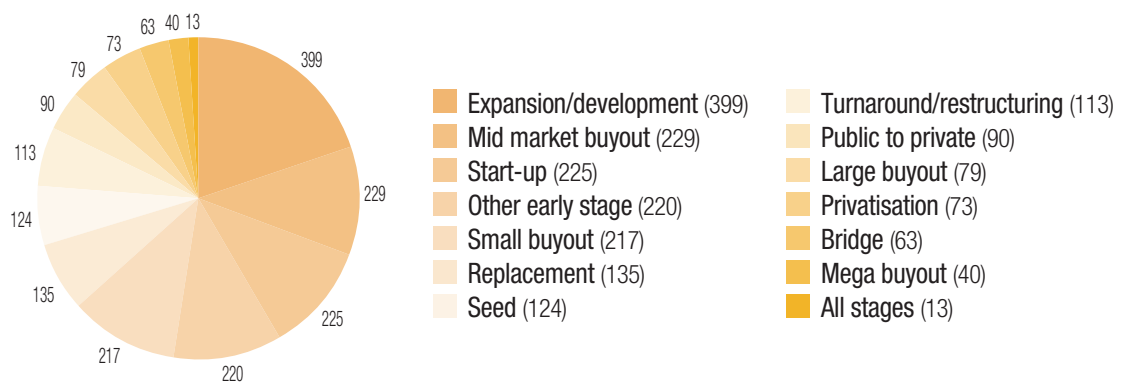 399
229
225
220
217
135
124
113
90
79
73
63
40
13
Expansion/development (399)
Mid market buyout (229)
Start-up (225)
Other early stage (220)
Small buyout (217)
Replacement (135)
Seed (124)
Turnaround/restructuring (113)
Public to private (90)
Large buyout (79)
Privatisation (73)
Bridge (63)
Mega buyout (40)
All stages (13)